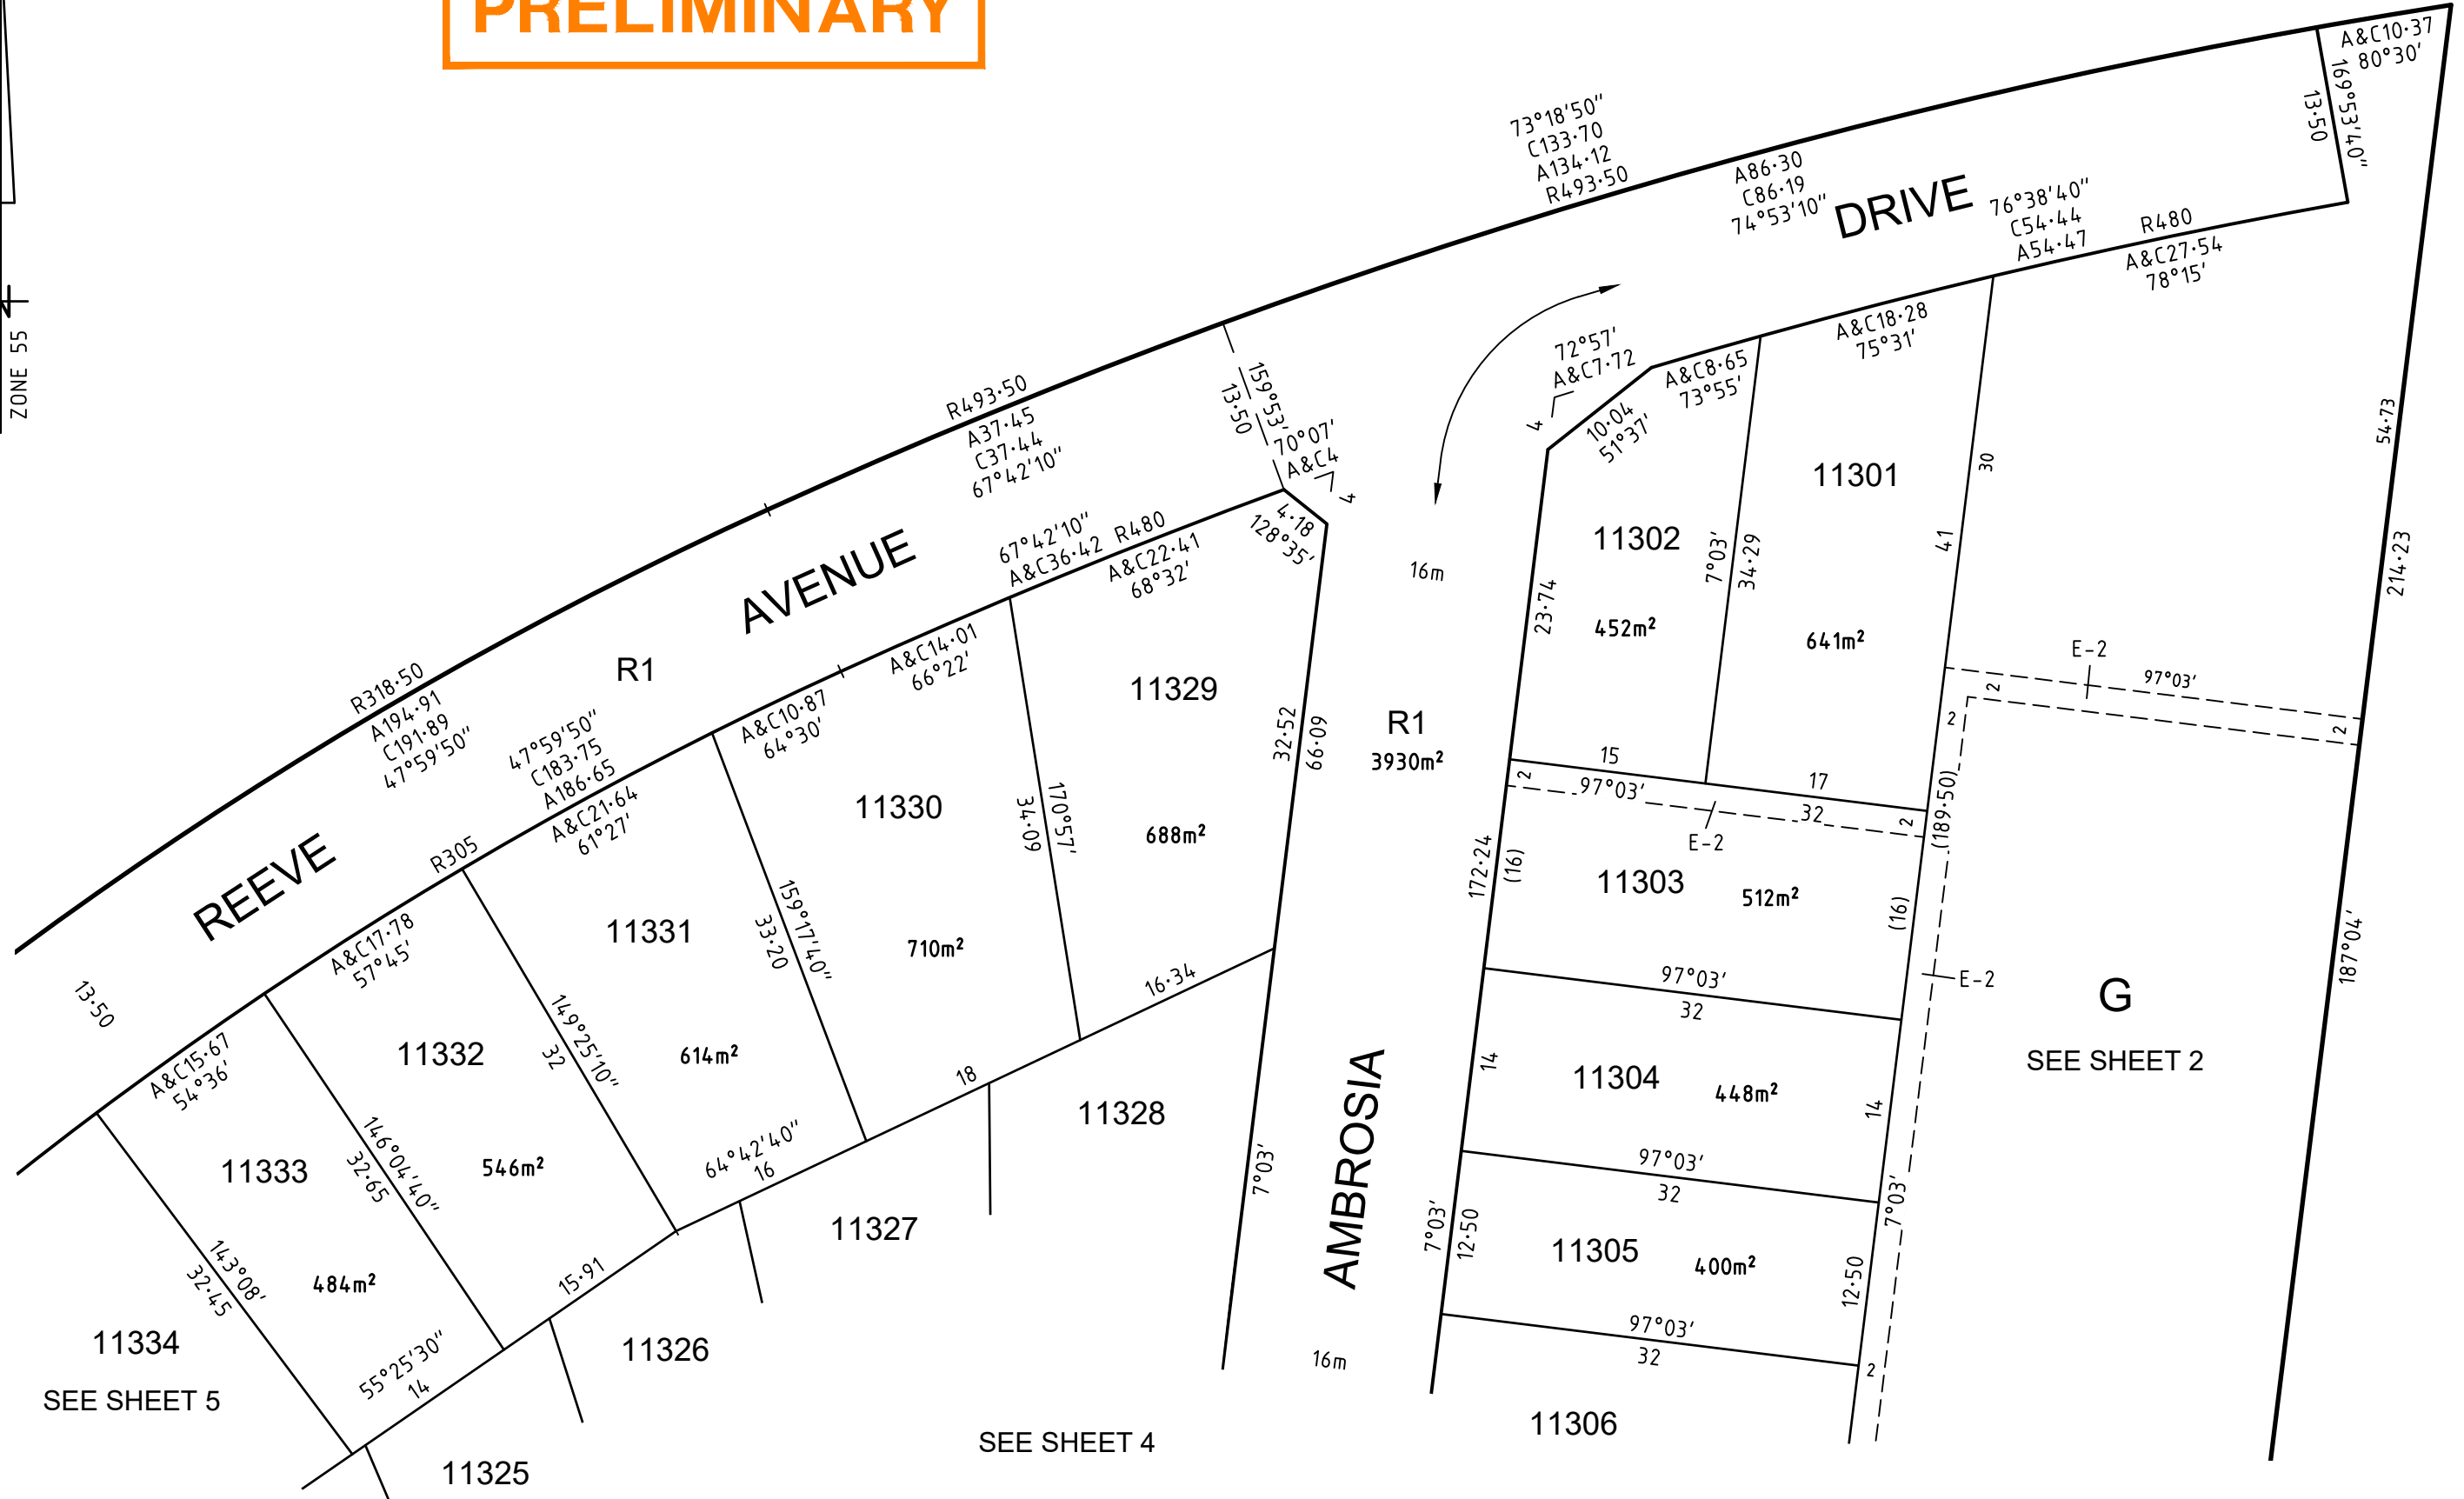 PRELIMINARY
ZONE 55
A&C10·37
80°30'
169°53'40"
13·50
73°18'50"
C133·70
A134·12
R493·50
A86·30
C86·19
74°53'10"
DRIVE
76°38'40"
C54·44
A54·47
R480
A&C27·54
78°15'
A&C18·28
75°31'
72°57'
A&C7·72
4
A&C8·65
73°55'
10·04
51°37'
R493·50
A37·45
C37·44
67°42'10"
159°53'
13·50
70°07'
A&C4
4
4·18
128°35'
67°42'10"
A&C36·42
R480
A&C22·41
68°32'
AVENUE
A&C14·01
66°22'
R1
R318·50
A194·91
C191·89
47°59'50"
47°59'50"
C183·75
A186·65
A&C21·64
61°27'
A&C10·87
64°30'
R305
REEVE
A&C17·78
57°45'
13·50
A&C15·67
54°36'
11301
641m²
30
41
11302
452m²
7°03'
34·29
23·74
16m
54·73
214·23
E-2
97°03'
2
2
2
15
17
2
97°03'
32
2
E-2
(189·50)
11303
512m²
172·24
(16)
(16)
E-2
G
SEE SHEET 2
187°04'
97°03'
32
11304
448m²
14
14
97°03'
32
11305
400m²
7°03'
12·50
7°03'
12·50
97°03'
32
2
11306
R1
3930m²
AMBROSIA
16m
7°03'
32·52
66·09
11329
688m²
170°57'
34·09
16·34
11330
710m²
159°17'40"
33·20
18
11331
614m²
149°25'10"
32
64°42'40"
16
11332
546m²
146°04'40"
32·65
15·91
11333
484m²
143°08'
32·45
55°25'30"
14
11334
SEE SHEET 5
11328
11327
11326
11325
SEE SHEET 4